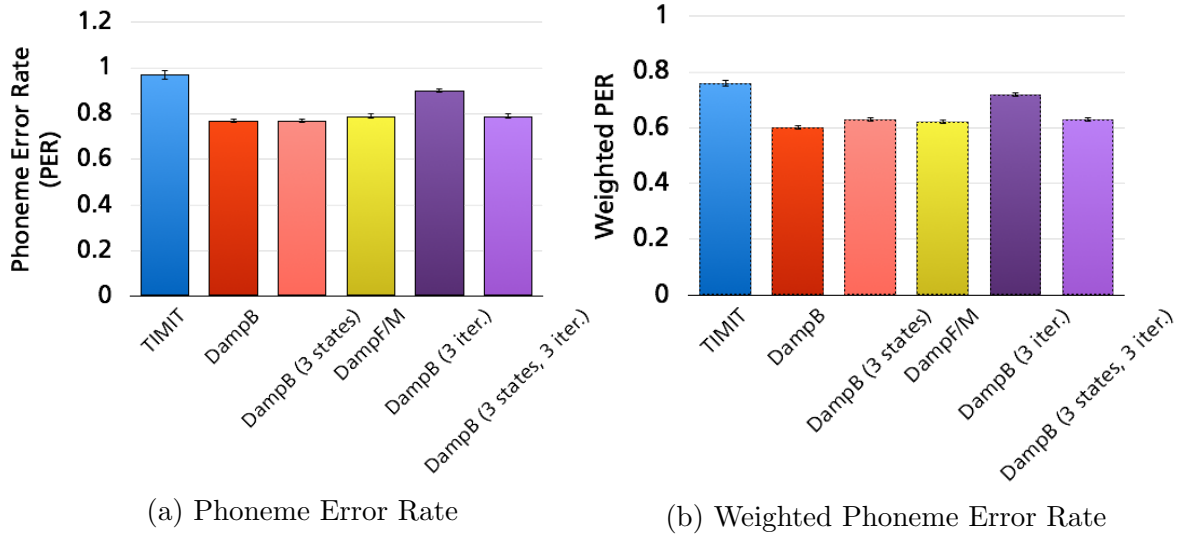 1.2
1
0.8
0.6
0.4
0.2
0
Phoneme Error Rate
(PER)
TIMIT
DampB
DampB (3 states)
DampF/M
DampB (3 iter.)
DampB (3 states, 3 iter.)
(a) Phoneme Error Rate
1
0.8
0.6
0.4
0.2
0
Weighted PER
TIMIT
DampB
DampB (3 states)
DampF/M
DampB (3 iter.)
DampB (3 states, 3 iter.)
(b) Weighted Phoneme Error Rate